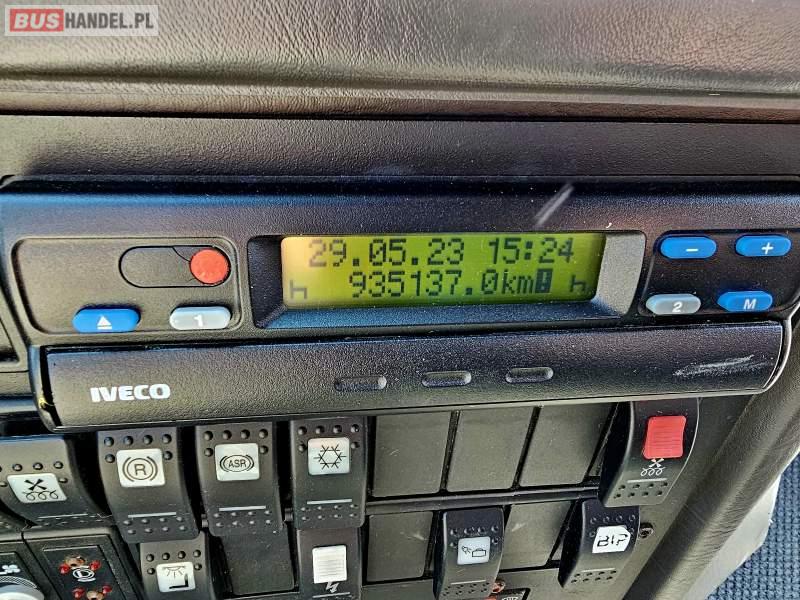 BUSHANDEL.PL
29.05.23 15:24
935137.0km!
1
2
M
- +
IVECO
R
ASR